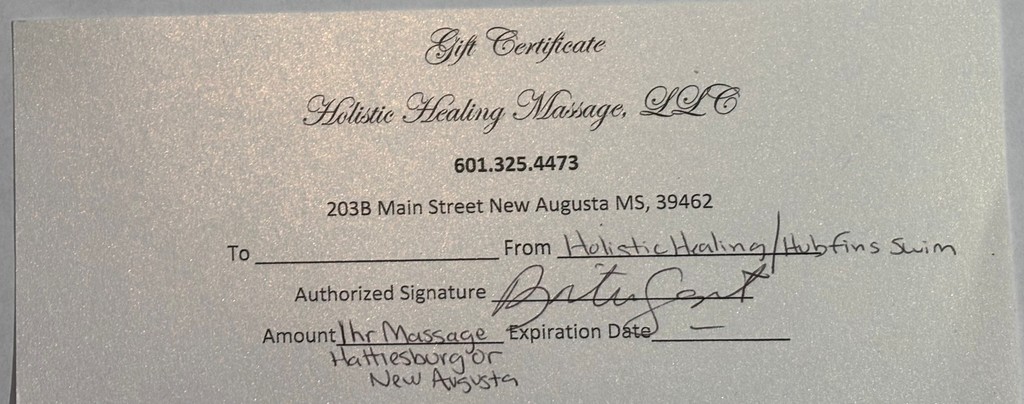 Gift Certificate
Holistic Healing Massage, LLC
601.325.4473
203B Main Street New Augusta MS, 39462
To From Holistic Healing/Hubfins Swim
Authorized Signature
Amount 1hr Massage Expiration Date —
Hattiesburg or
New Augusta